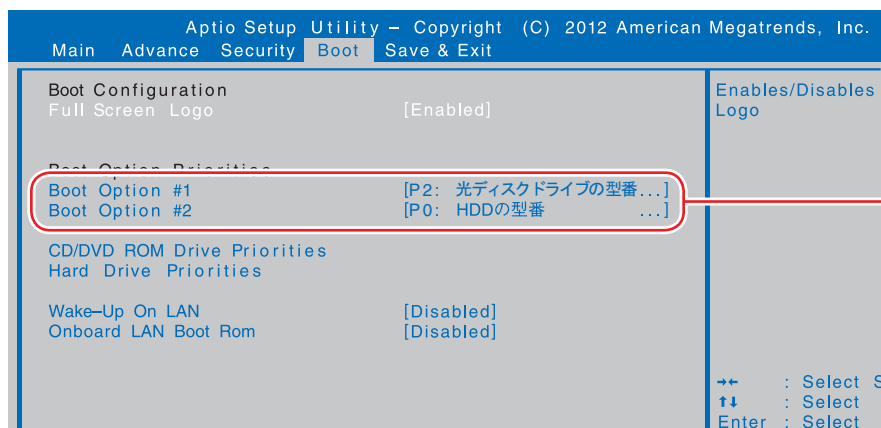 Aptio Setup Utility – Copyright (C) 2012 American Megatrends, Inc.
Main Advance Security Boot Save & Exit
Boot Configuration
Full Screen Logo [Enabled]
Enables/Disables
Logo
Boot Option Priorities
Boot Option #1 [P2: 光ディスクドライブの型番...]
Boot Option #2 [P0: HDDの型番 ...]
CD/DVD ROM Drive Priorities
Hard Drive Priorities
Wake–Up On LAN [Disabled]
Onboard LAN Boot Rom [Disabled]
→← : Select S
↑↓ : Select
Enter : Select